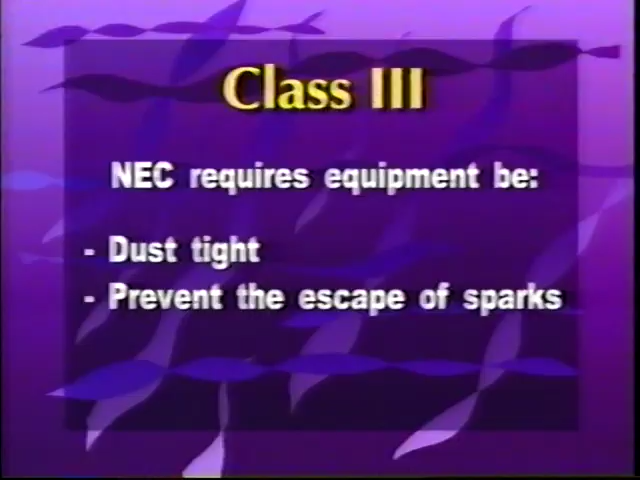 Class III
NEC requires equipment be:
- Dust tight
- Prevent the escape of sparks